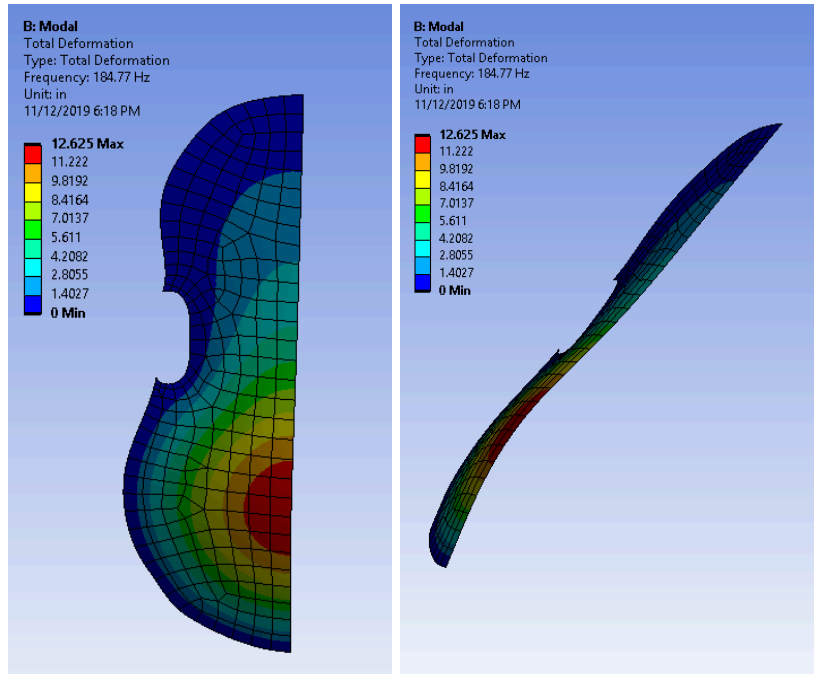 B: Modal
Total Deformation
Type: Total Deformation
Frequency: 184.77 Hz
Unit: in
11/12/2019 6:18 PM
12.625 Max
11.222
9.8192
8.4164
7.0137
5.611
4.2082
2.8055
1.4027
0 Min
B: Modal
Total Deformation
Type: Total Deformation
Frequency: 184.77 Hz
Unit: in
11/12/2019 6:18 PM
12.625 Max
11.222
9.8192
8.4164
7.0137
5.611
4.2082
2.8055
1.4027
0 Min